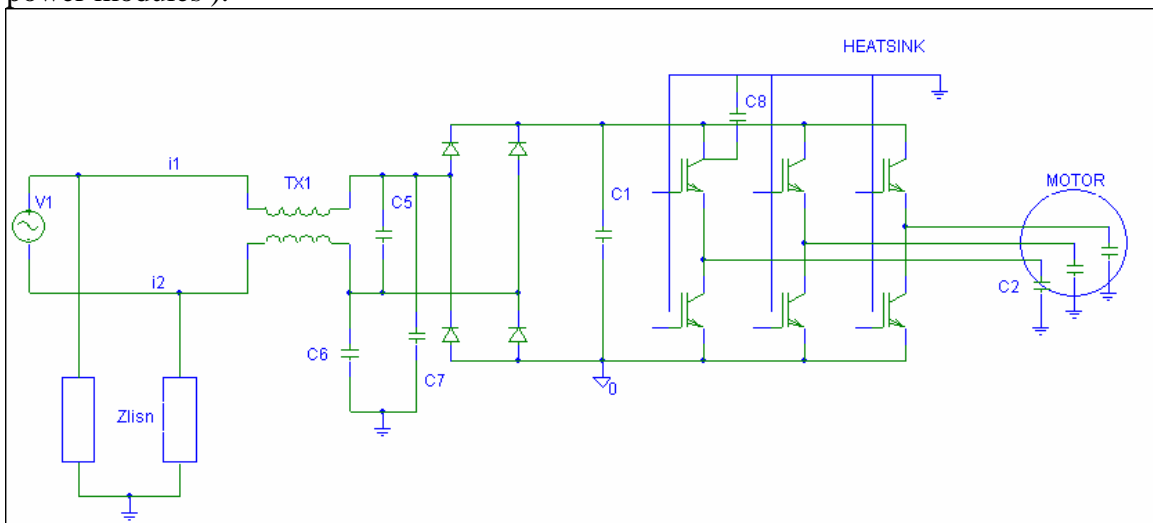 power modules ).
HEATSINK
C8
i1
TX1
MOTOR
V1
C5
C1
i2
C2
C6
C7
0
Zlisn